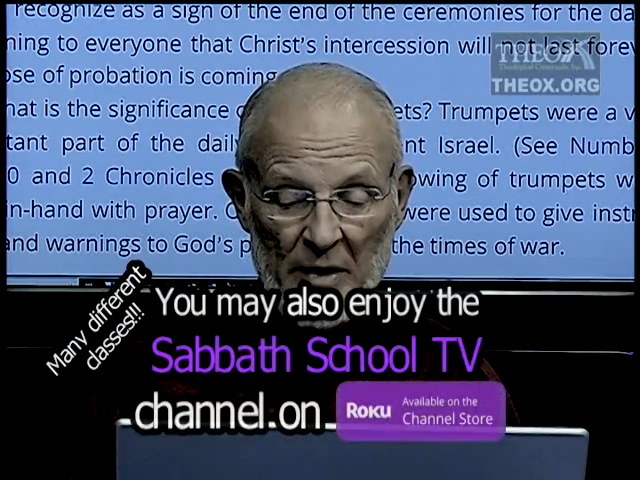 recognize as a sign of the end of the ceremonies for the da
ning to everyone that Christ's intercession will not last forev
ose of probation is coming
hat is the significance o ets? Trumpets were a v
tant part of the daily nt Israel. (See Numb
0 and 2 Chronicles owing of trumpets w
in-hand with prayer. were used to give instr
and warnings to God's p the times of war.
THEOX
THEOX.ORG
Many different
classes!!!
You may also enjoy the
Sabbath School TV
channel on
ROKU
Available on the
Channel Store